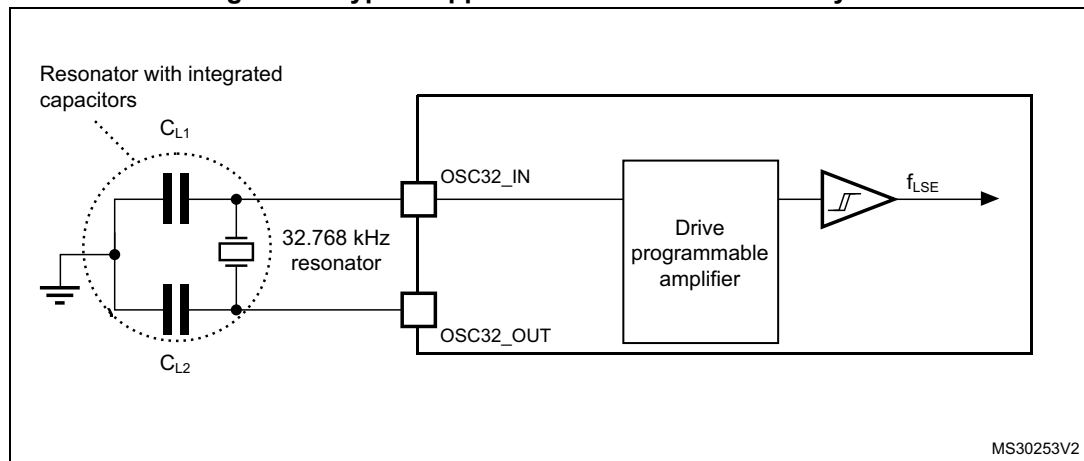 Resonator with integrated
capacitors
CL1
OSC32_IN
fLSE
32.768 kHz
resonator
Drive
programmable
amplifier
OSC32_OUT
CL2
MS30253V2